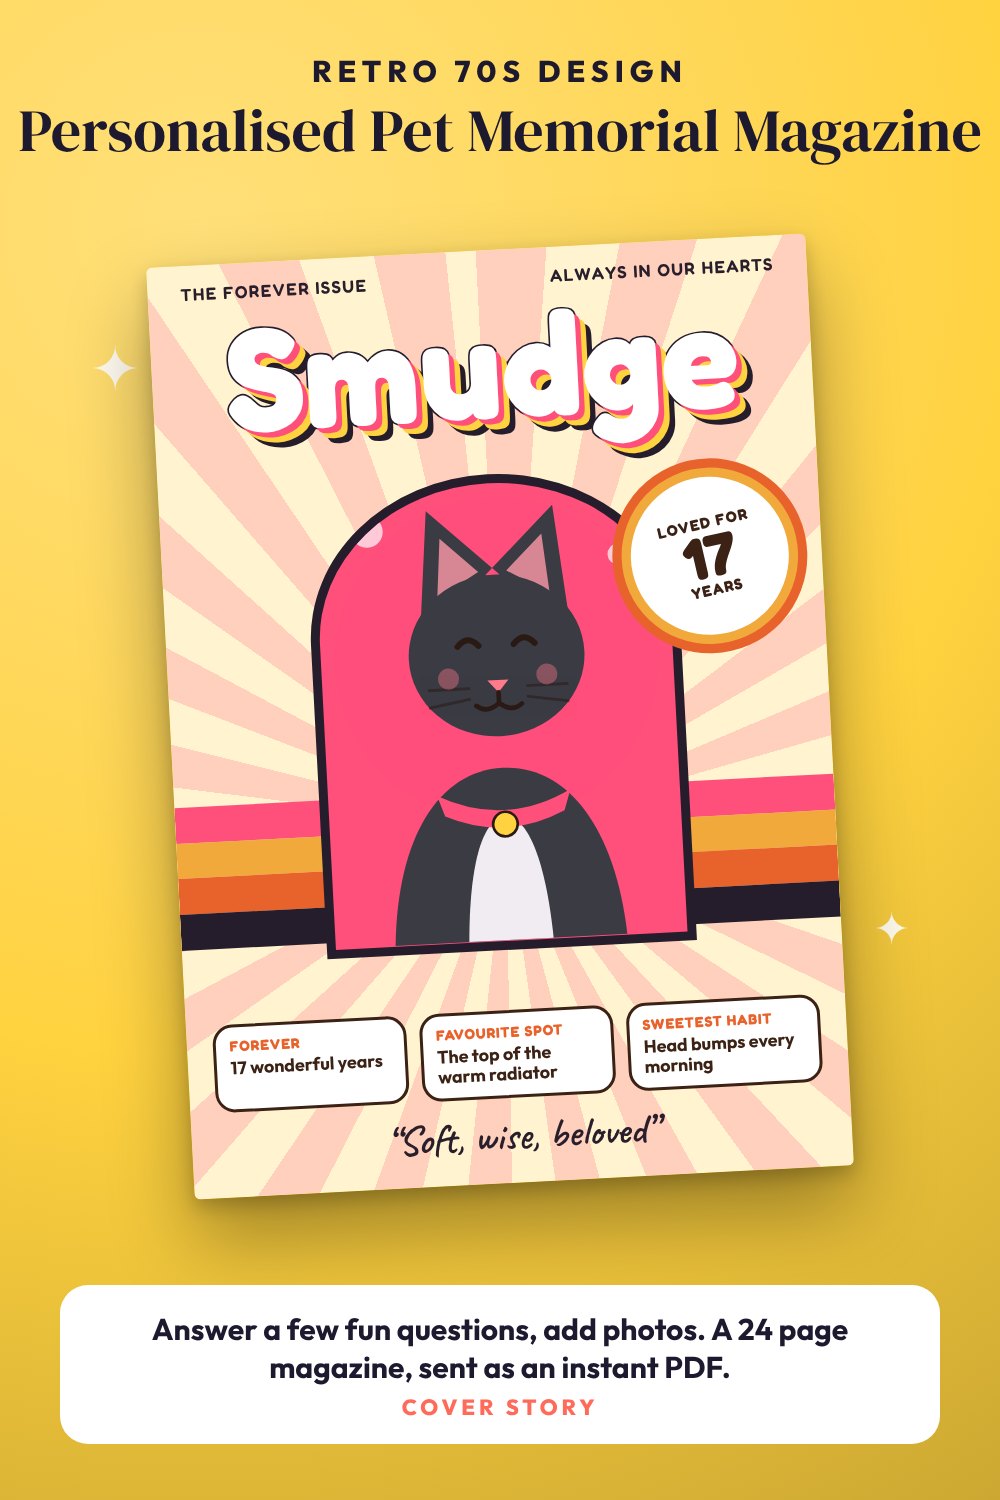 RETRO 70S DESIGN
Personalised Pet Memorial Magazine
THE FOREVER ISSUE
ALWAYS IN OUR HEARTS
Smudge
LOVED FOR
17
YEARS
FOREVER
17 wonderful years
FAVOURITE SPOT
The top of the
warm radiator
SWEETEST HABIT
Head bumps every
morning
“Soft, wise, beloved”
Answer a few fun questions, add photos. A 24 page
magazine, sent as an instant PDF.
COVER STORY